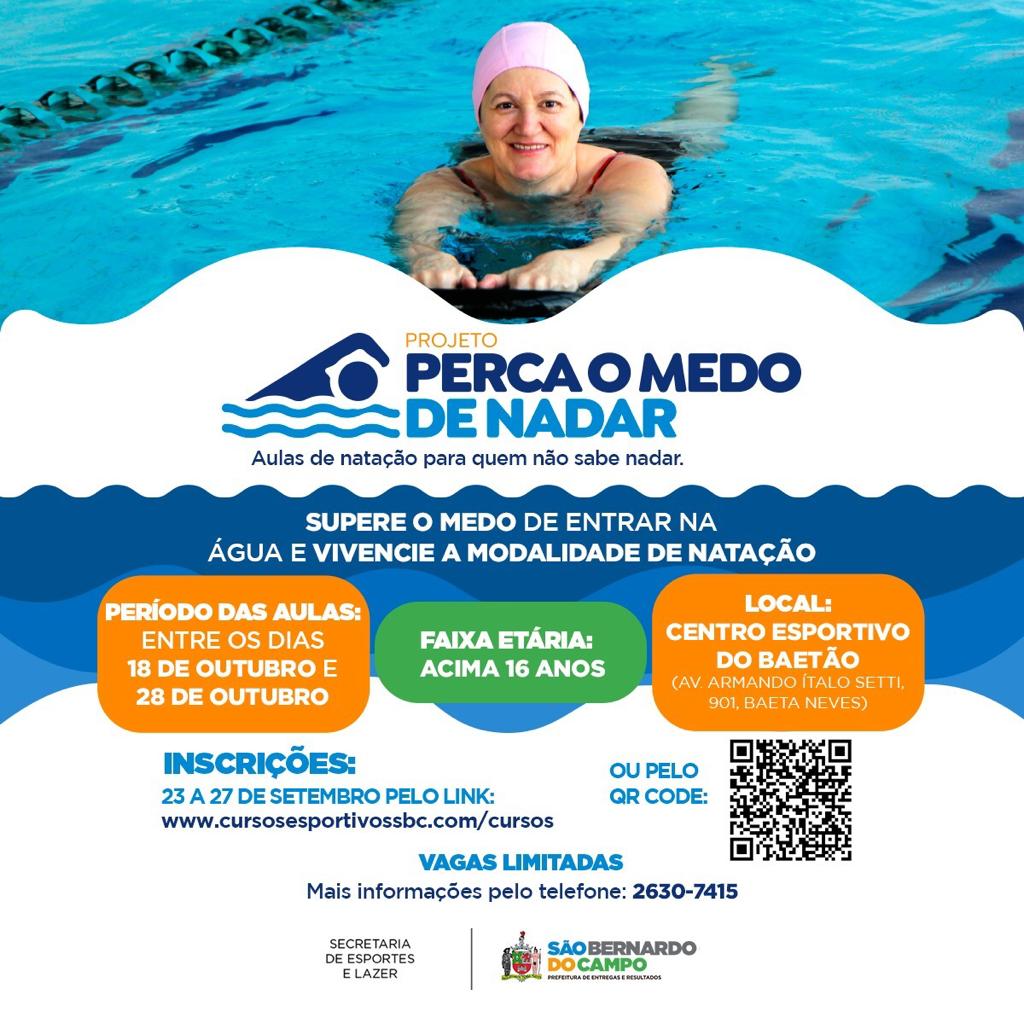 PROJETO
PERCA O MEDO
DE NADAR
Aulas de natação para quem não sabe nadar.
SUPERE O MEDO DE ENTRAR NA
ÁGUA E VIVENCIE A MODALIDADE DE NATAÇÃO
PERÍODO DAS AULAS:
ENTRE OS DIAS
18 DE OUTUBRO E
28 DE OUTUBRO
FAIXA ETÁRIA:
ACIMA 16 ANOS
LOCAL:
CENTRO ESPORTIVO
DO BAETÃO
(AV. ARMANDO ÍTALO SETTI,
901, BAETA NEVES)
INSCRIÇÕES:
23 A 27 DE SETEMBRO PELO LINK:
www.cursosesportivossbc.com/cursos
OU PELO
QR CODE:
VAGAS LIMITADAS
Mais informações pelo telefone: 2630-7415
SECRETARIA
DE ESPORTES
E LAZER
SÃO BERNARDO
DO CAMPO
PREFEITURA DE ENTREGAS E RESULTADOS